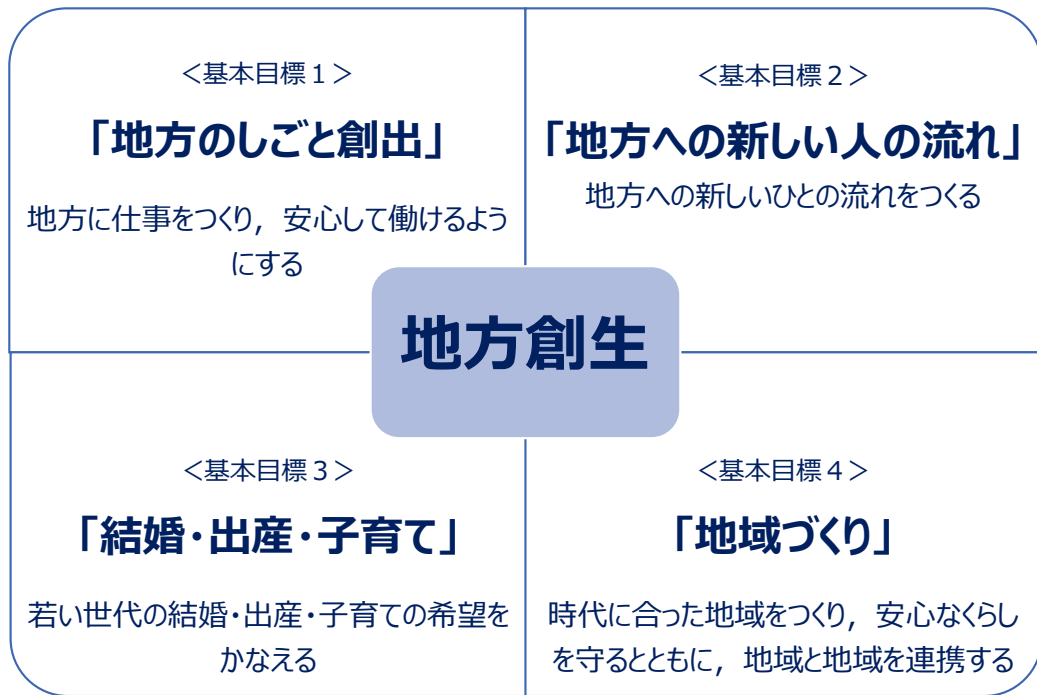 ＜基本目標１＞
「地方のしごと創出」
地方に仕事をつくり，安心して働けるよう
にする
＜基本目標２＞
「地方への新しい人の流れ」
地方への新しいひとの流れをつくる
地方創生
＜基本目標３＞
「結婚・出産・子育て」
若い世代の結婚・出産・子育ての希望を
かなえる
＜基本目標４＞
「地域づくり」
時代に合った地域をつくり，安心なくらし
を守るとともに，地域と地域を連携する